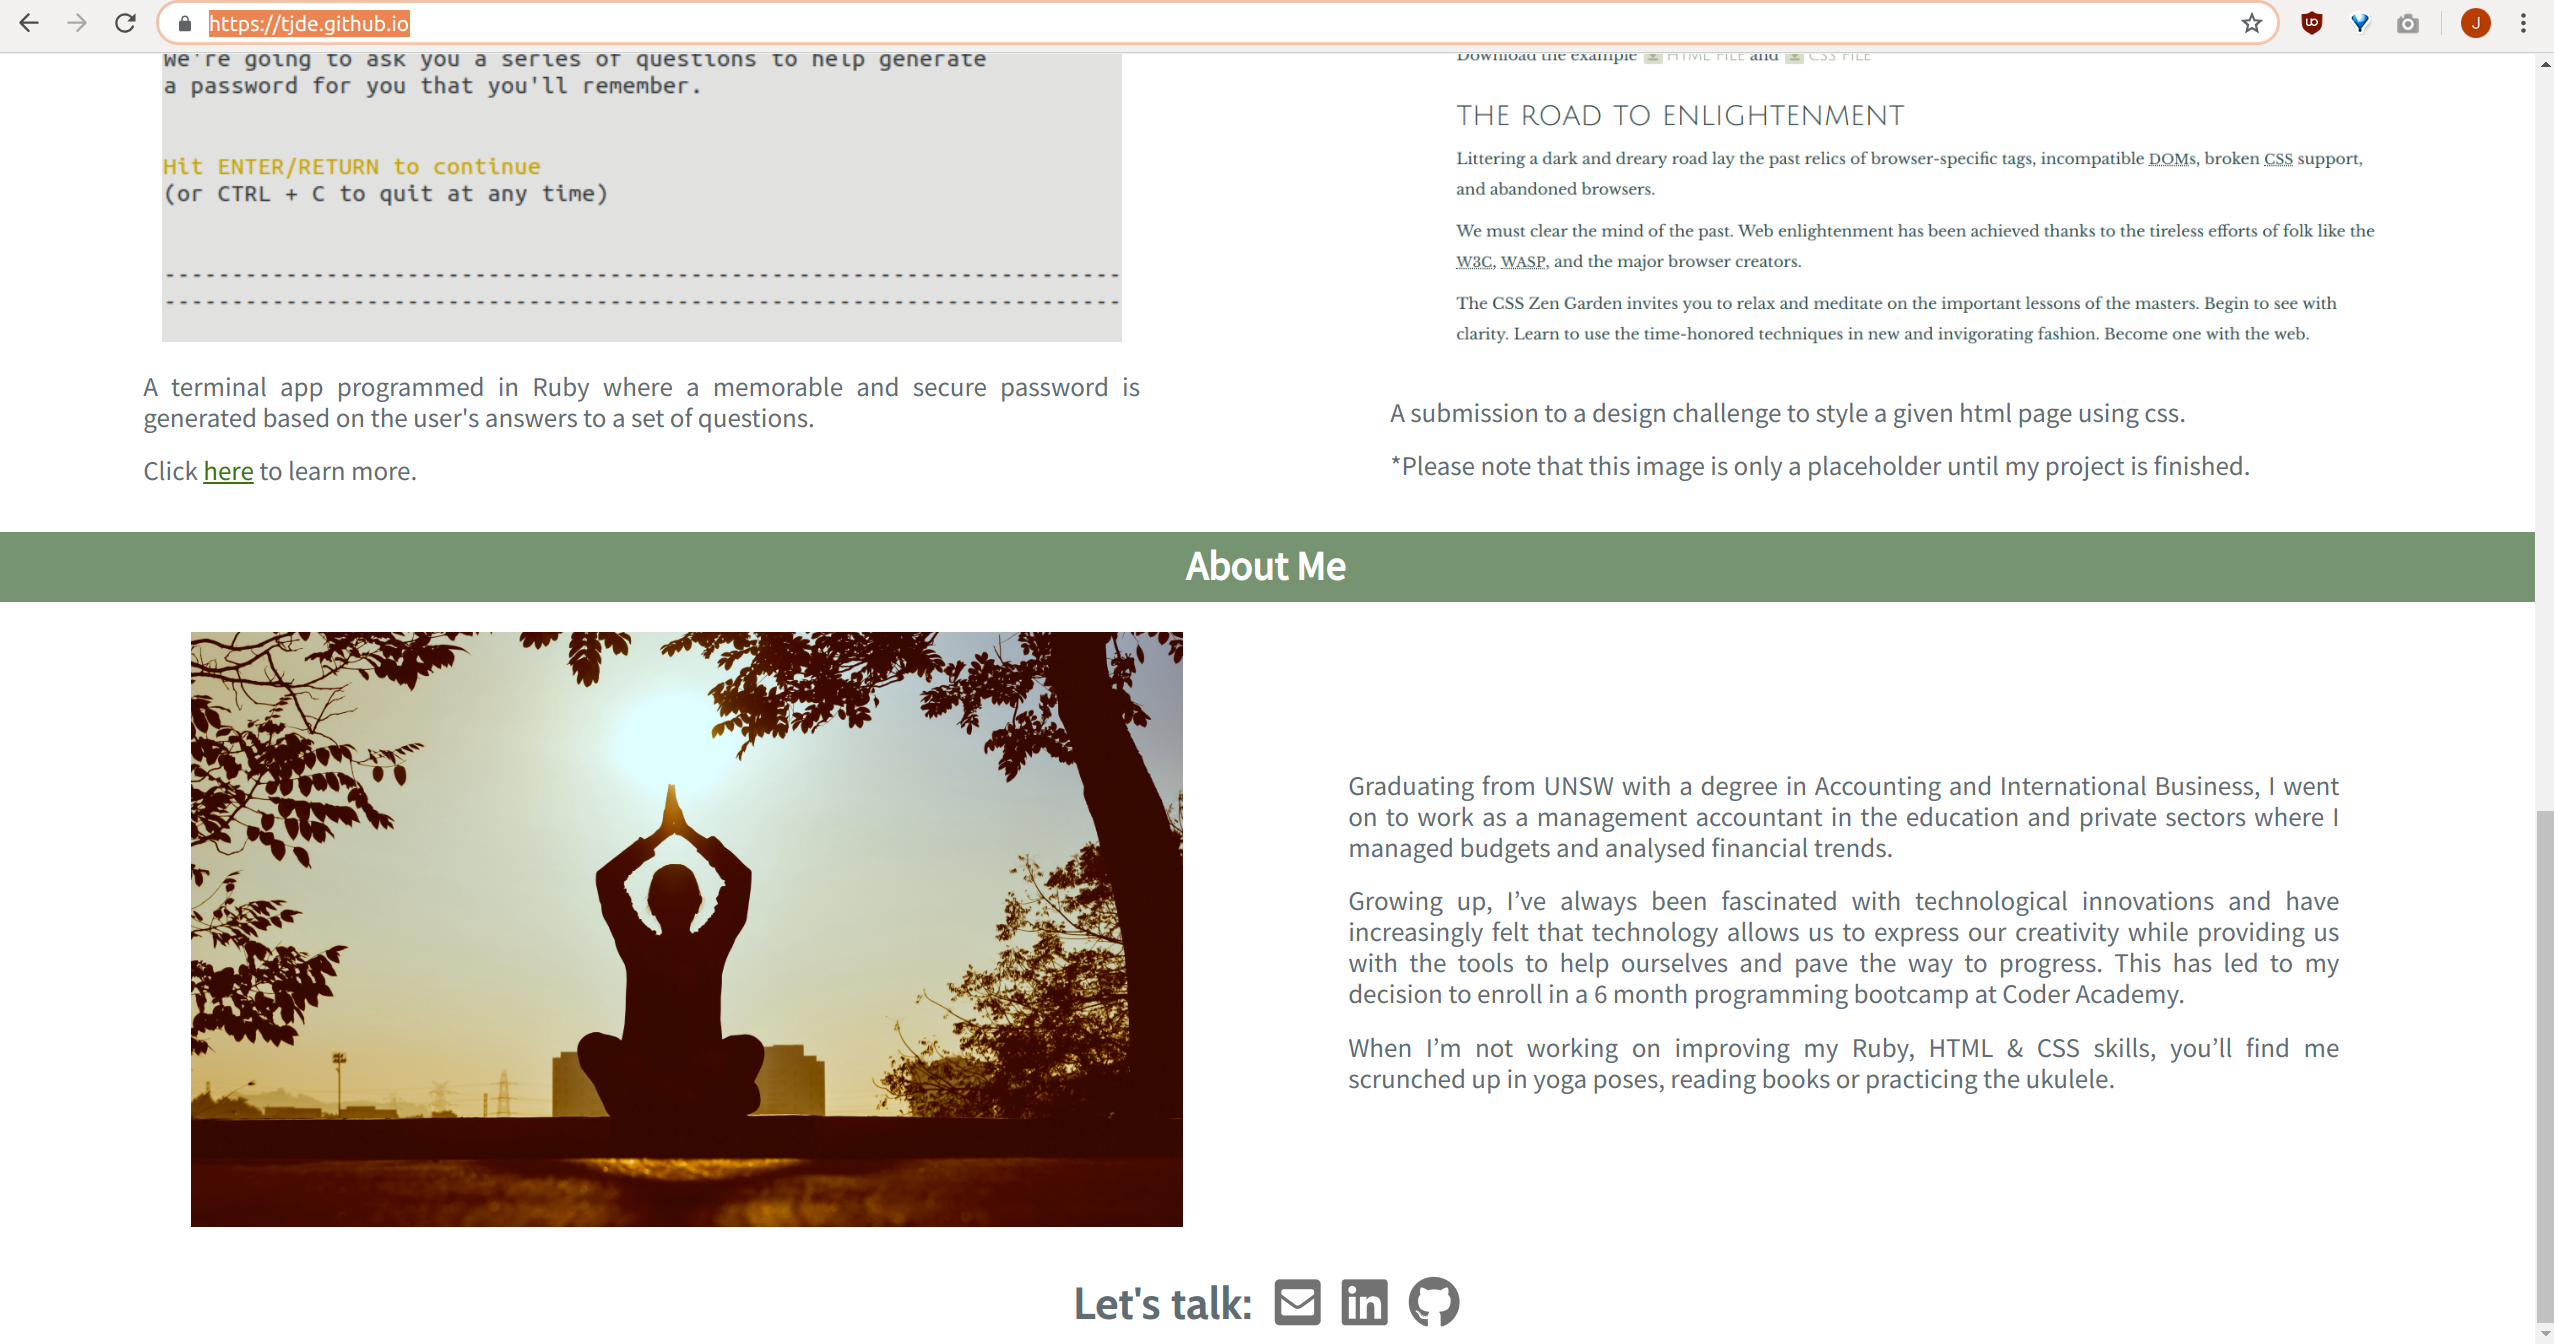 https://tjde.github.io
J
We're going to ask you a series of questions to help generate
a password for you that you'll remember.
Hit ENTER/RETURN to continue
(or CTRL + C to quit at any time)
--------------------------------------------------------------------
--------------------------------------------------------------------
A terminal app programmed in Ruby where a memorable and secure password is
generated based on the user's answers to a set of questions.
Click here to learn more.
Download the example HTML FILE and CSS FILE
THE ROAD TO ENLIGHTENMENT
Littering a dark and dreary road lay the past relics of browser-specific tags, incompatible DOMs, broken CSS support,
and abandoned browsers.
We must clear the mind of the past. Web enlightenment has been achieved thanks to the tireless efforts of folk like the
W3C, WASP, and the major browser creators.
The CSS Zen Garden invites you to relax and meditate on the important lessons of the masters. Begin to see with
clarity. Learn to use the time-honored techniques in new and invigorating fashion. Become one with the web.
A submission to a design challenge to style a given html page using css.
*Please note that this image is only a placeholder until my project is finished.
About Me
Graduating from UNSW with a degree in Accounting and International Business, I went
on to work as a management accountant in the education and private sectors where I
managed budgets and analysed financial trends.
Growing up, I’ve always been fascinated with technological innovations and have
increasingly felt that technology allows us to express our creativity while providing us
with the tools to help ourselves and pave the way to progress. This has led to my
decision to enroll in a 6 month programming bootcamp at Coder Academy.
When I’m not working on improving my Ruby, HTML & CSS skills, you’ll find me
scrunched up in yoga poses, reading books or practicing the ukulele.
Let's talk: in